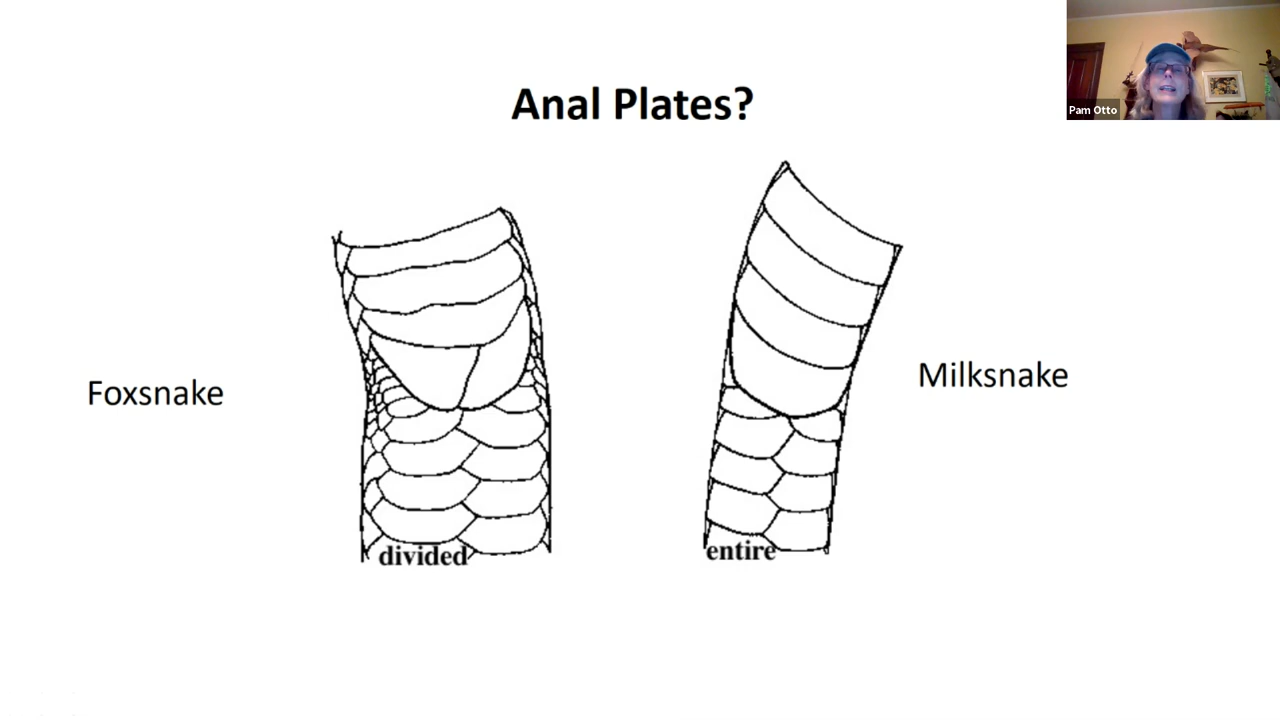 Pam Otto
Anal Plates?
Foxsnake
Milksnake
divided
entire